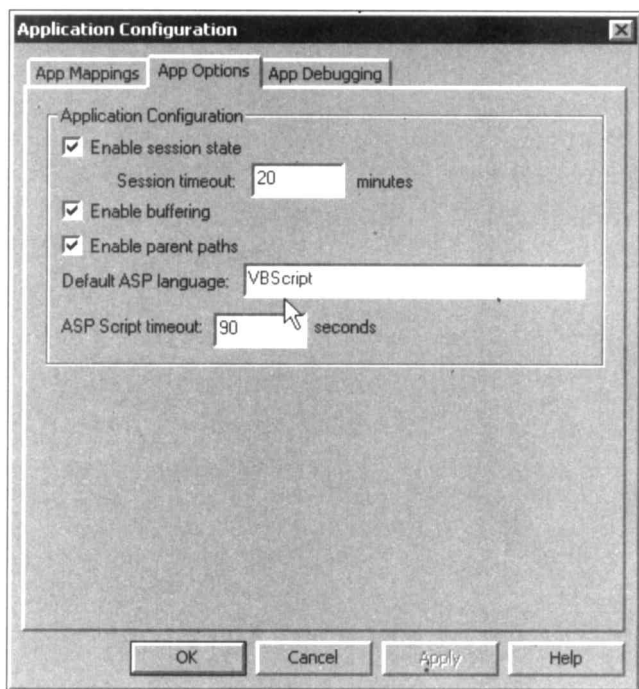 Application Configuration
App Mappings App Options App Debugging
Application Configuration
Enable session state
Session timeout: 20 minutes
Enable buffering
Enable parent paths
Default ASP language: VBScript
ASP Script timeout: 90 seconds
OK Cancel Apply Help